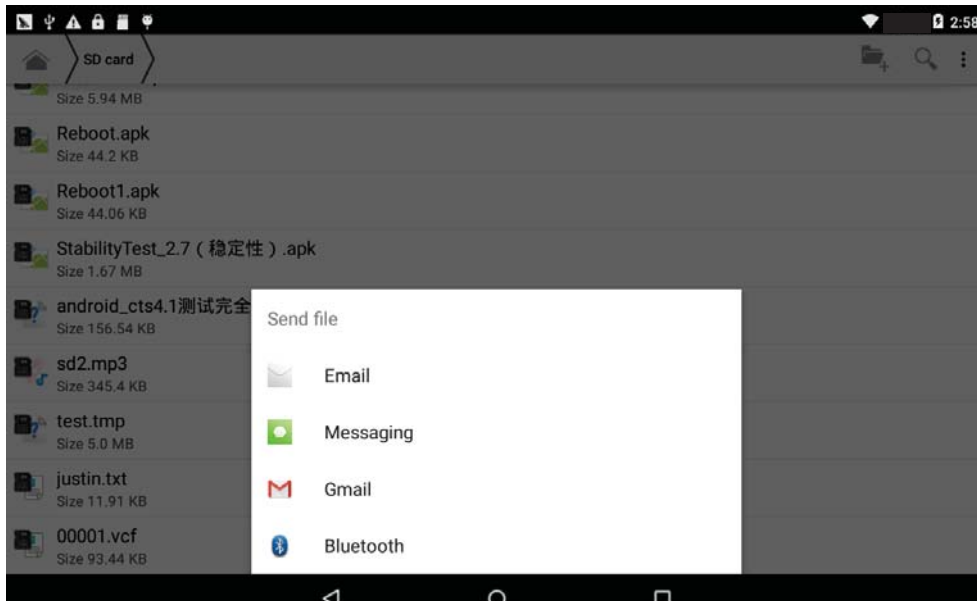 2:58
SD card
Size 5.94 MB
Reboot.apk
Size 44.2 KB
Reboot1.apk
Size 44.06 KB
StabilityTest_2.7（稳定性）.apk
Size 1.67 MB
android_cts4.1测试完全
Size 156.54 KB
sd2.mp3
Size 345.4 KB
test.tmp
Size 5.0 MB
justin.txt
Size 11.91 KB
00001.vcf
Size 93.44 KB
Send file
Email
Messaging
Gmail
Bluetooth